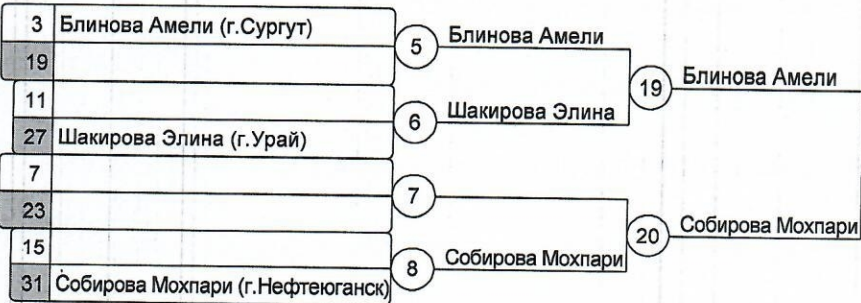 3 Блинова Амели (г.Сургут)
19
5 Блинова Амели
19 Блинова Амели
11
27 Шакирова Элина (г.Урай)
6 Шакирова Элина
7
23
7
20 Собирова Мохпари
15
31 Собирова Мохпари (г.Нефтеюганск)
8 Собирова Мохпари